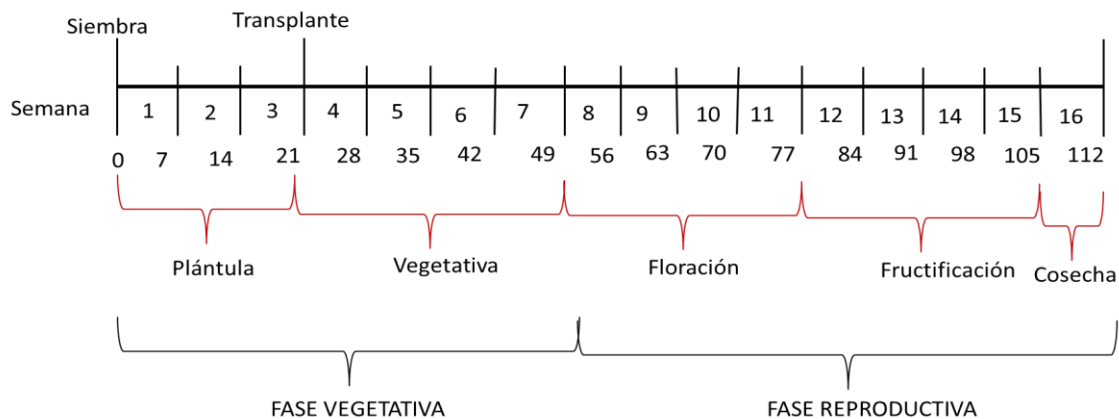 Siembra Transplante
Semana 1 2 3 4 5 6 7 8 9 10 11 12 13 14 15 16
0 7 14 21 28 35 42 49 56 63 70 77 84 91 98 105 112
Plántula Vegetativa Floración Fructificación Cosecha
FASE VEGETATIVA FASE REPRODUCTIVA